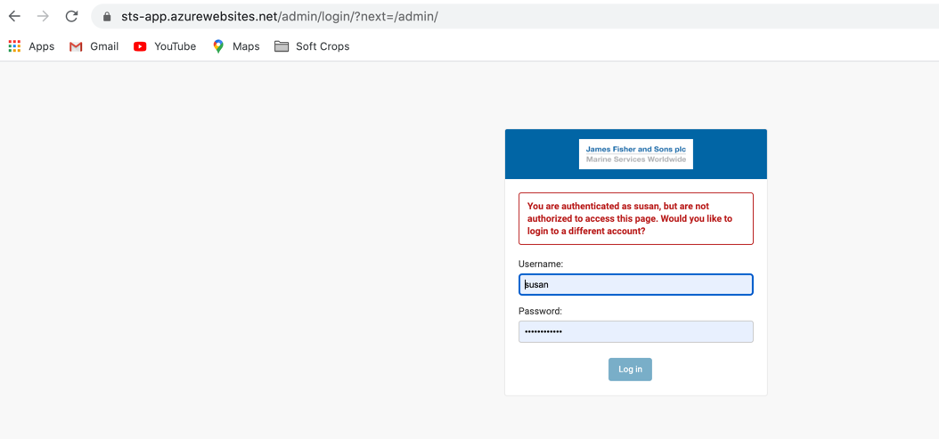 sts-app.azurewebsites.net/admin/login/?next=/admin/
Apps Gmail YouTube Maps Soft Crops
James Fisher and Sons plc
Marine Services Worldwide
You are authenticated as susan, but are not
authorized to access this page. Would you like to
login to a different account?
Username:
susan
Password:
••••••••••••
Log in